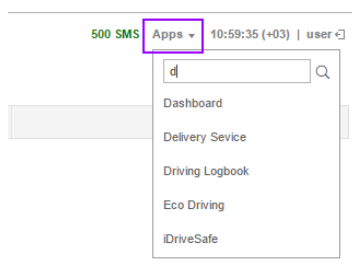 500 SMS Apps 10:59:35 (+03) | user
d
Dashboard
Delivery Sevice
Driving Logbook
Eco Driving
iDriveSafe